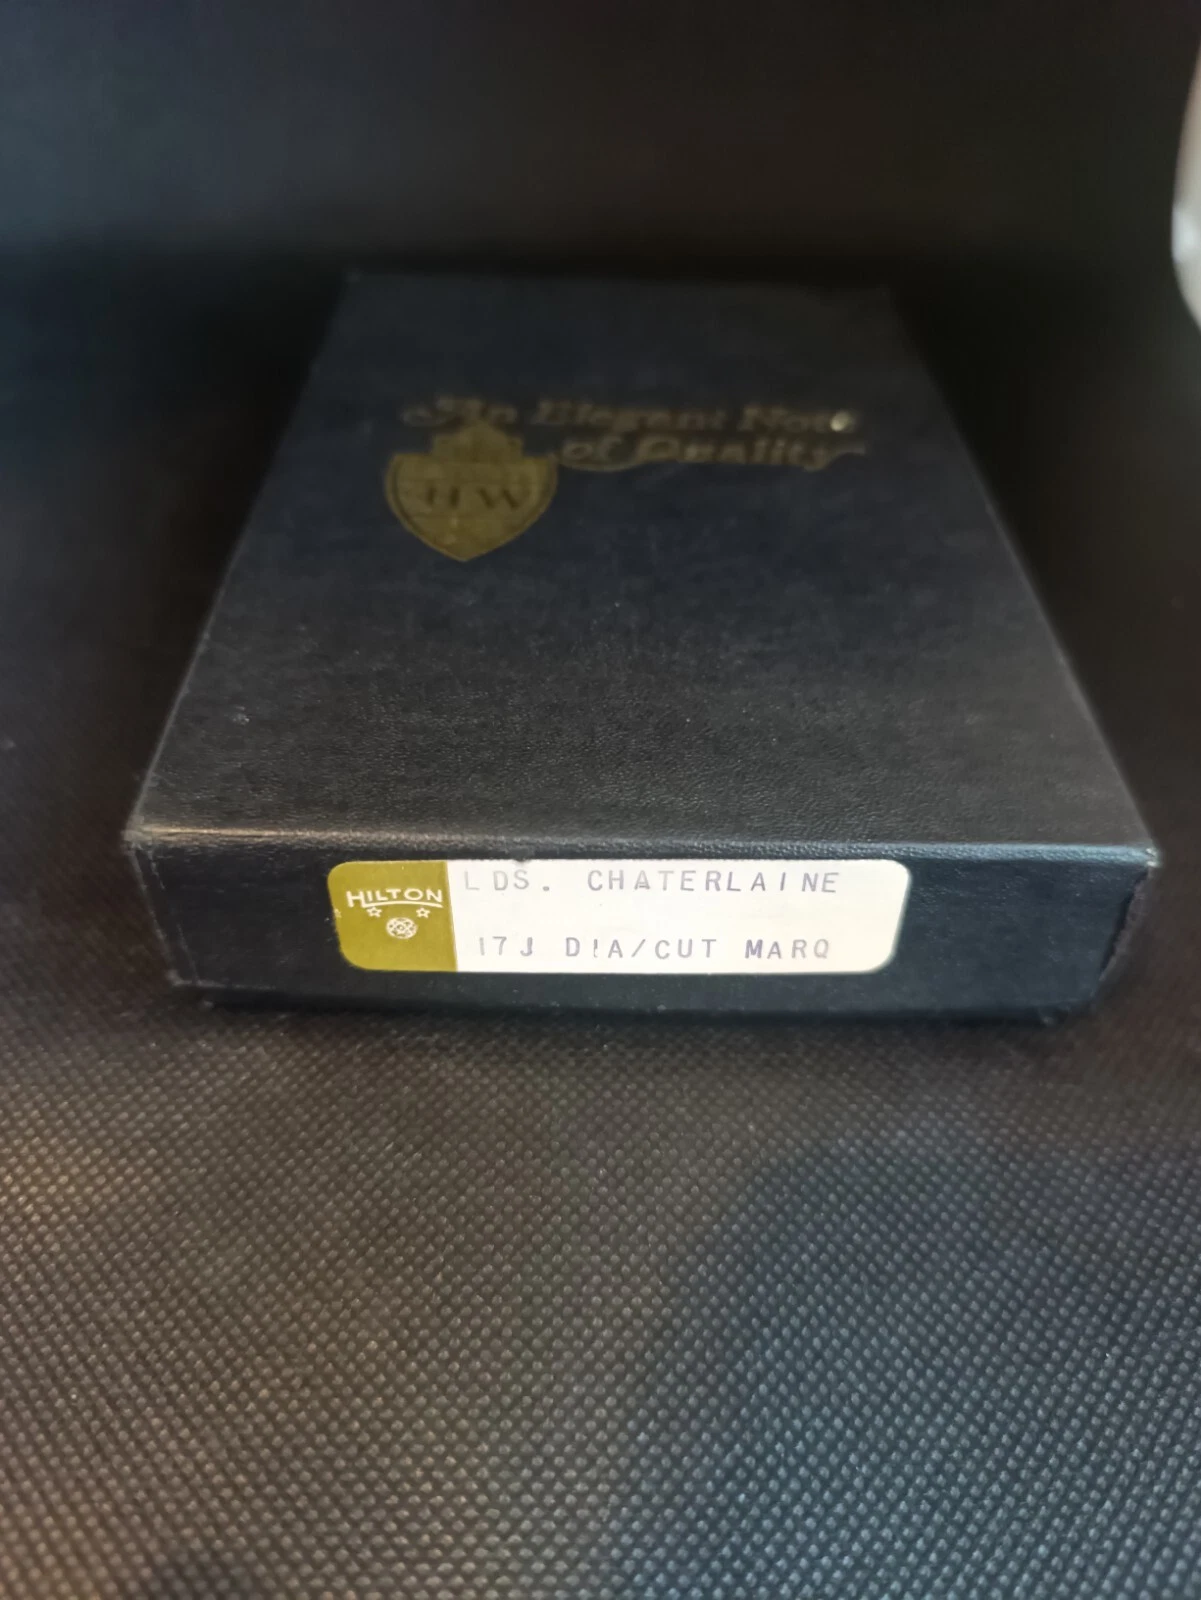 An Elegant Note
of Quality
HW
HILTON
LDS. CHATERLAINE
17J DIA/CUT MARQ